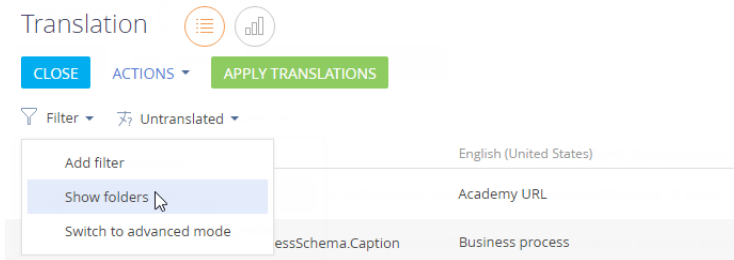 Translation
CLOSE ACTIONS APPLY TRANSLATIONS
Filter Untranslated
Add filter
Show folders
Switch to advanced mode
English (United States)
Academy URL
essSchema.Caption Business process